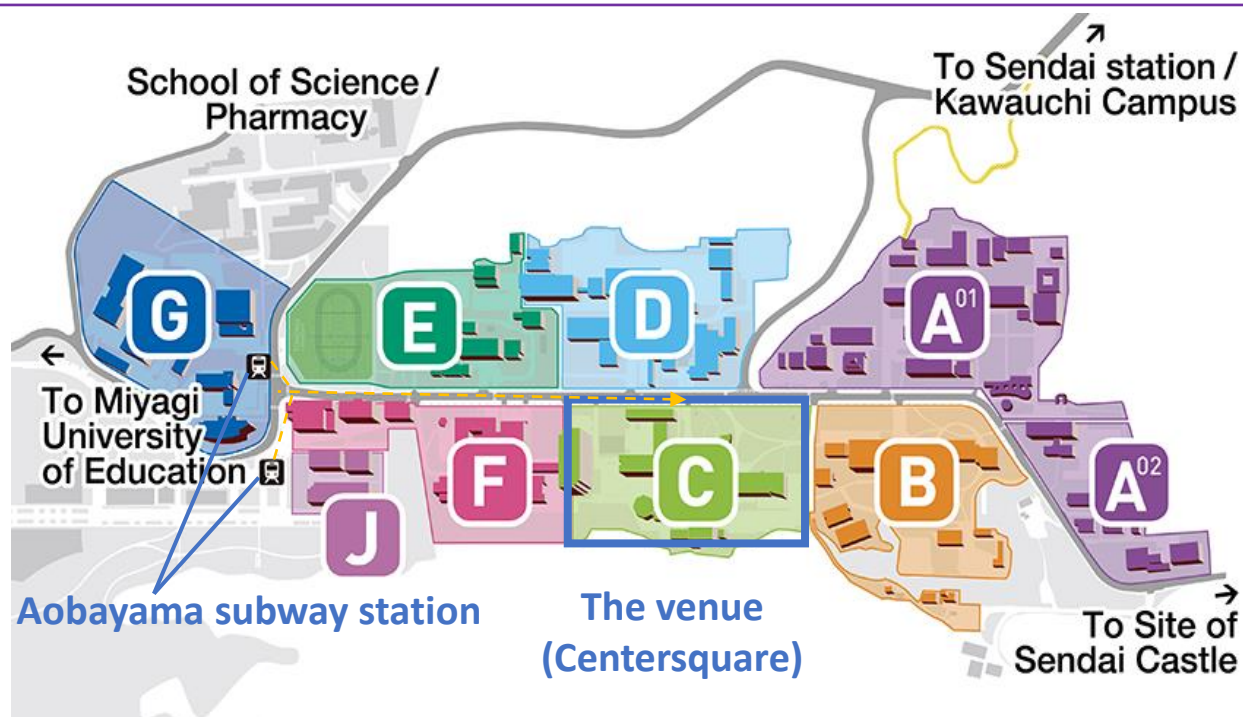 School of Science /
Pharmacy
To Sendai station /
Kawauchi Campus
G
E
D
A01
To Miyagi
University
of Education
J
F
C
B
A02
Aobayama subway station
The venue
(Centersquare)
To Site of
Sendai Castle